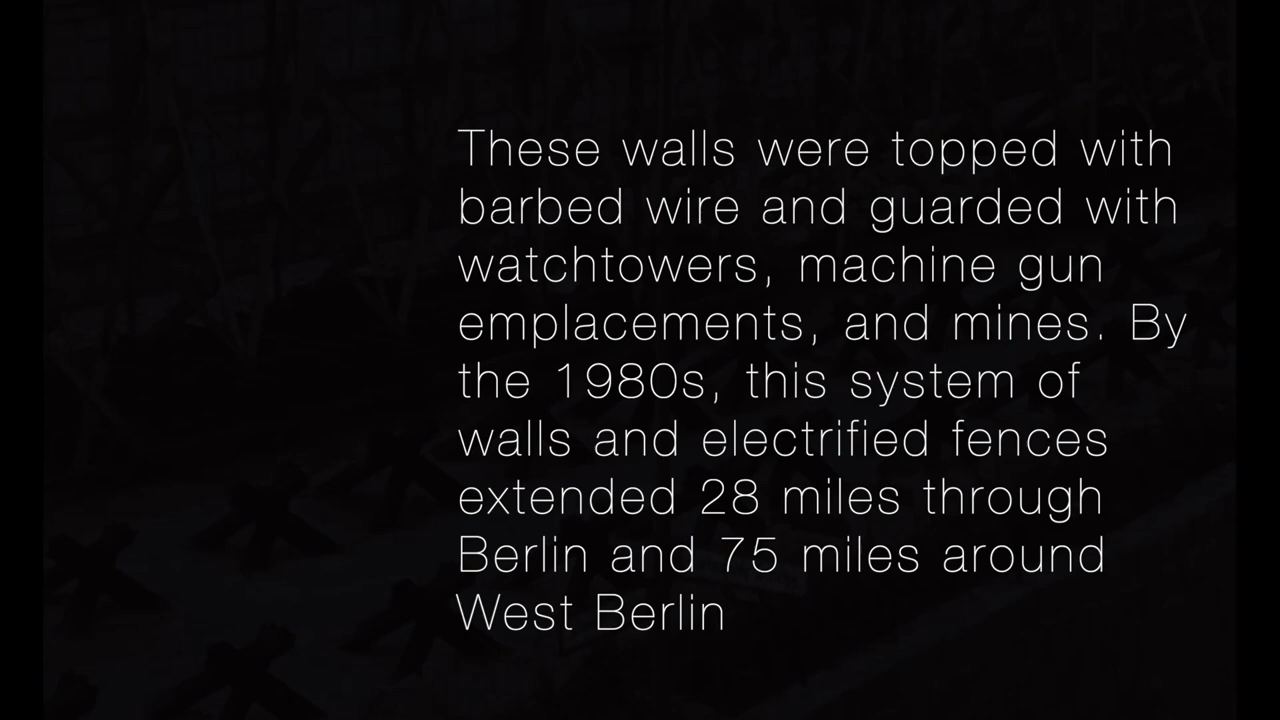 These walls were topped with
barbed wire and guarded with
watchtowers, machine gun
emplacements, and mines. By
the 1980s, this system of
walls and electrified fences
extended 28 miles through
Berlin and 75 miles around
West Berlin